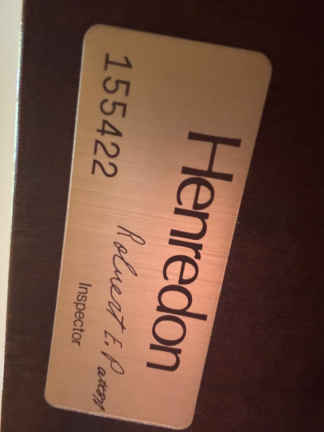 Henredon
155422 Robert E.
Inspector